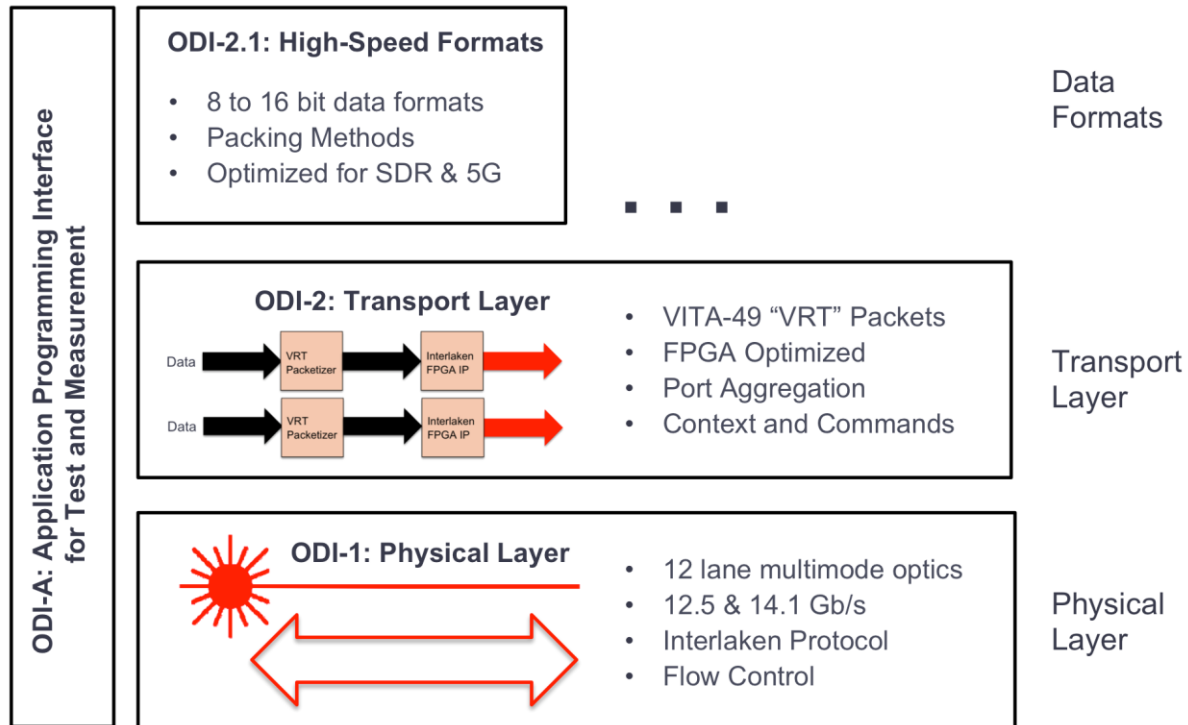 ODI-A: Application Programming Interface
for Test and Measurement
ODI-2.1: High-Speed Formats
• 8 to 16 bit data formats
• Packing Methods
• Optimized for SDR & 5G
Data
Formats
. . .
ODI-2: Transport Layer
Data
VRT
Packetizer
Interlaken
FPGA IP
Data
VRT
Packetizer
Interlaken
FPGA IP
• VITA-49 “VRT” Packets
• FPGA Optimized
• Port Aggregation
• Context and Commands
Transport
Layer
ODI-1: Physical Layer
• 12 lane multimode optics
• 12.5 & 14.1 Gb/s
• Interlaken Protocol
• Flow Control
Physical
Layer